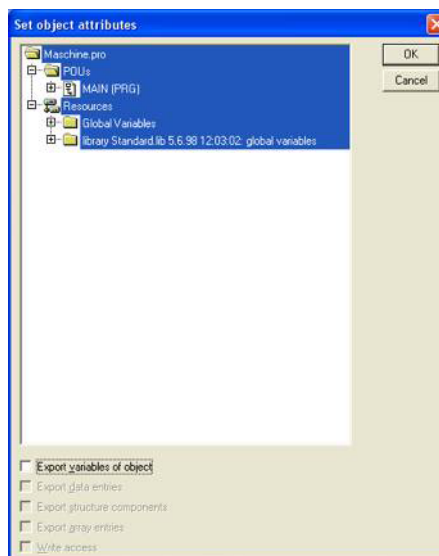 Set object attributes
OK
Cancel
Maschine.pro
POUs
MAIN (PRG)
Resources
Global Variables
library Standard.lib 5.6.98 12:03:02: global variables
Export variables of object
Export data entries
Export structure components
Export array entries
Write access